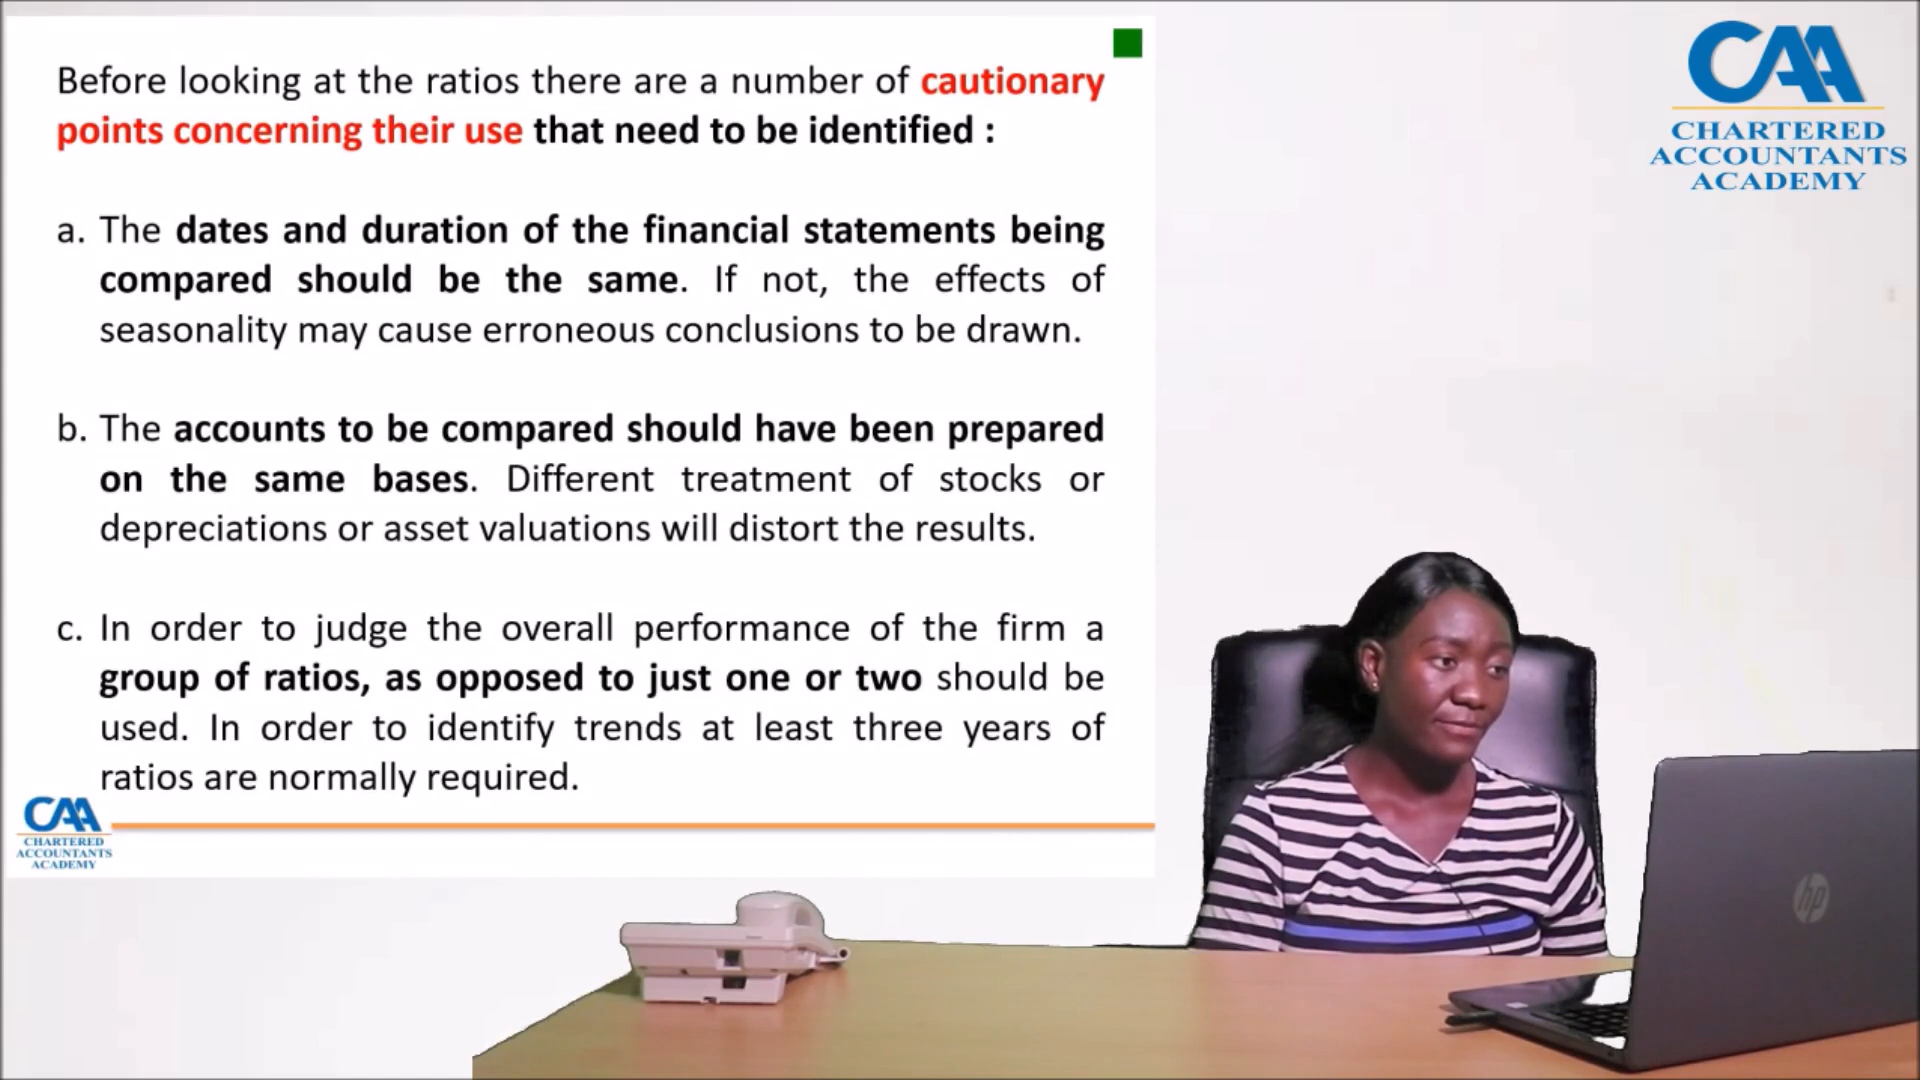 Before looking at the ratios there are a number of cautionary
points concerning their use that need to be identified :
a. The dates and duration of the financial statements being
compared should be the same. If not, the effects of
seasonality may cause erroneous conclusions to be drawn.
b. The accounts to be compared should have been prepared
on the same bases. Different treatment of stocks or
depreciations or asset valuations will distort the results.
c. In order to judge the overall performance of the firm a
group of ratios, as opposed to just one or two should be
used. In order to identify trends at least three years of
ratios are normally required.
CAA
CHARTERED
ACCOUNTANTS
ACADEMY
CAA
CHARTERED
ACCOUNTANTS
ACADEMY
hp